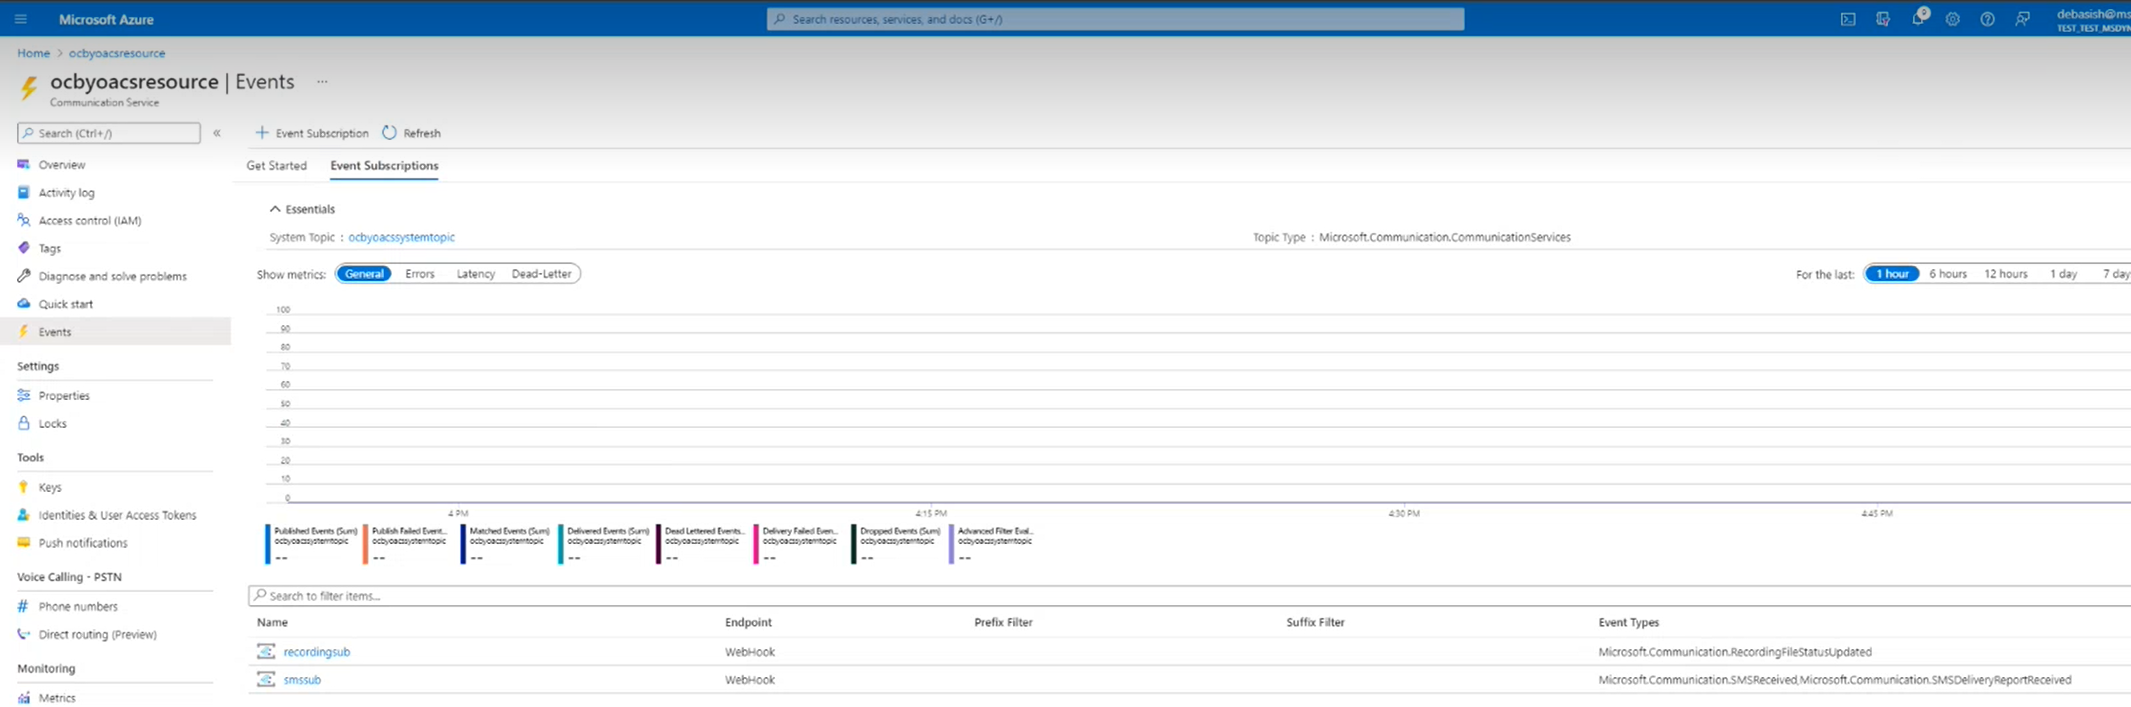 Microsoft Azure
Search resources, services, and docs (G+/)
debasish@ms
TEST_TEST_MSDYN
Home > ocbyoacsresource
ocbyoacsresource | Events ...
Communication Service
Search (Ctrl+/)
«
+ Event Subscription
Refresh
Overview
Activity log
Access control (IAM)
Tags
Diagnose and solve problems
Quick start
Events
Settings
Properties
Locks
Tools
Keys
Identities & User Access Tokens
Push notifications
Voice Calling - PSTN
Phone numbers
Direct routing (Preview)
Monitoring
Metrics
Get Started
Event Subscriptions
Essentials
System Topic : ocbyoacssystemtopic
Topic Type : Microsoft.Communication.CommunicationServices
Show metrics: General Errors Latency Dead-Letter
For the last: 1 hour 6 hours 12 hours 1 day 7 day
100
90
80
70
60
50
40
30
20
10
0
4 PM 4:15 PM 4:30 PM 4:45 PM
Published Events (Sum)
ocbyoacssystemtopic
--
Publish Failed Event...
ocbyoacssystemtopic
--
Matched Events (Sum)
ocbyoacssystemtopic
--
Delivered Events (Sum)
ocbyoacssystemtopic
--
Dead Lettered Events...
ocbyoacssystemtopic
--
Delivery Failed Even...
ocbyoacssystemtopic
--
Dropped Events (Sum)
ocbyoacssystemtopic
--
Advanced Filter Eval...
ocbyoacssystemtopic
--
Search to filter items...
Name Endpoint Prefix Filter Suffix Filter Event Types
recordingsub WebHook Microsoft.Communication.RecordingFileStatusUpdated
smssub WebHook Microsoft.Communication.SMSReceived,Microsoft.Communication.SMSDeliveryReportReceived